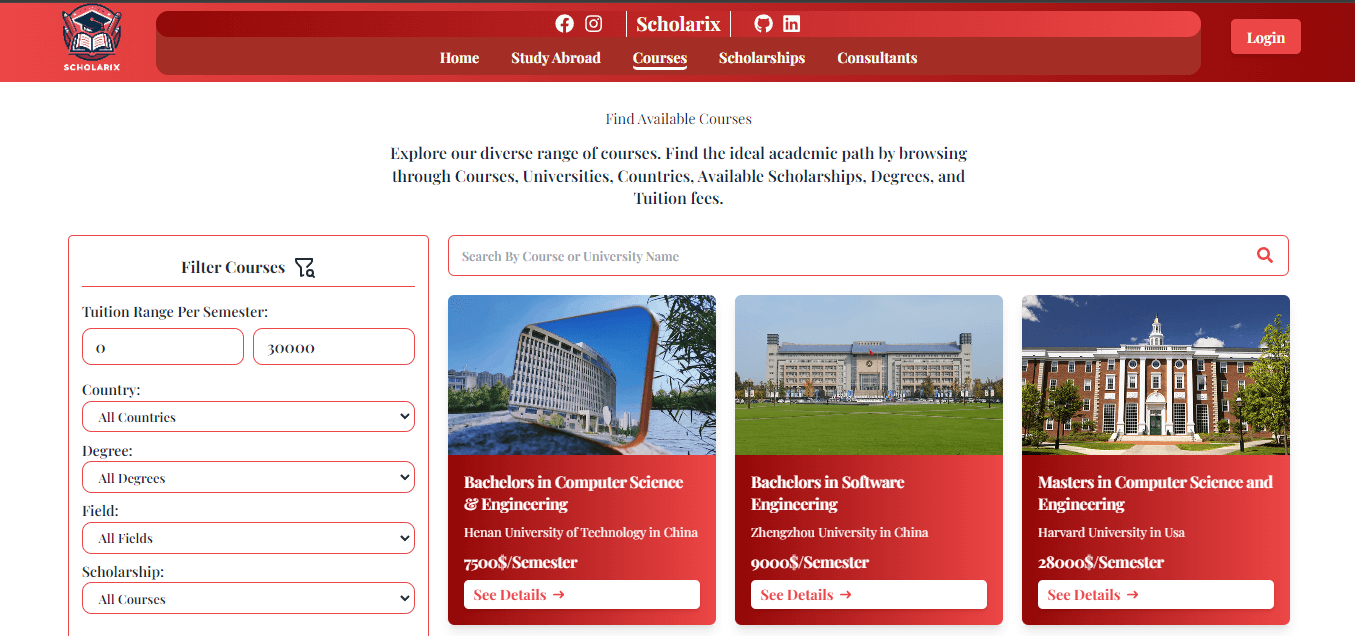 SCHOLARIX
Scholarix
Home Study Abroad Courses Scholarships Consultants
Login
Find Available Courses
Explore our diverse range of courses. Find the ideal academic path by browsing
through Courses, Universities, Countries, Available Scholarships, Degrees, and
Tuition fees.
Filter Courses
Tuition Range Per Semester:
0 30000
Country:
All Countries
Degree:
All Degrees
Field:
All Fields
Scholarship:
All Courses
Search By Course or University Name
Bachelors in Computer Science
& Engineering
Henan University of Technology in China
7500$/Semester
See Details →
Bachelors in Software
Engineering
Zhengzhou University in China
9000$/Semester
See Details →
Masters in Computer Science and
Engineering
Harvard University in Usa
28000$/Semester
See Details →